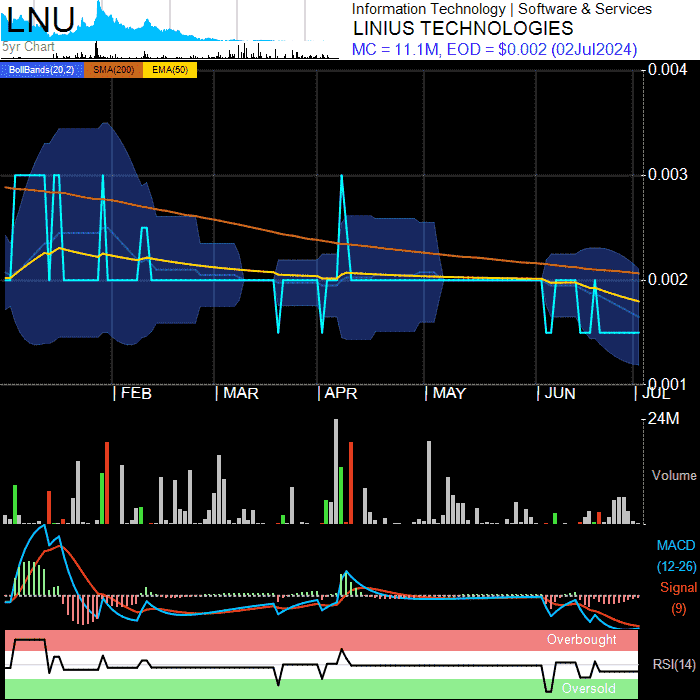 LNU
Information Technology | Software & Services
LINIUS TECHNOLOGIES
5yr Chart
MC = 11.1M, EOD = $0.002 (02Jul2024)
BollBands(20,2) SMA(200) EMA(50)
0.004
0.003
0.002
0.001
FEB MAR APR MAY JUN JUL
24M
Volume
MACD
(12-26)
Signal
(9)
Overbought
RSI(14)
Oversold